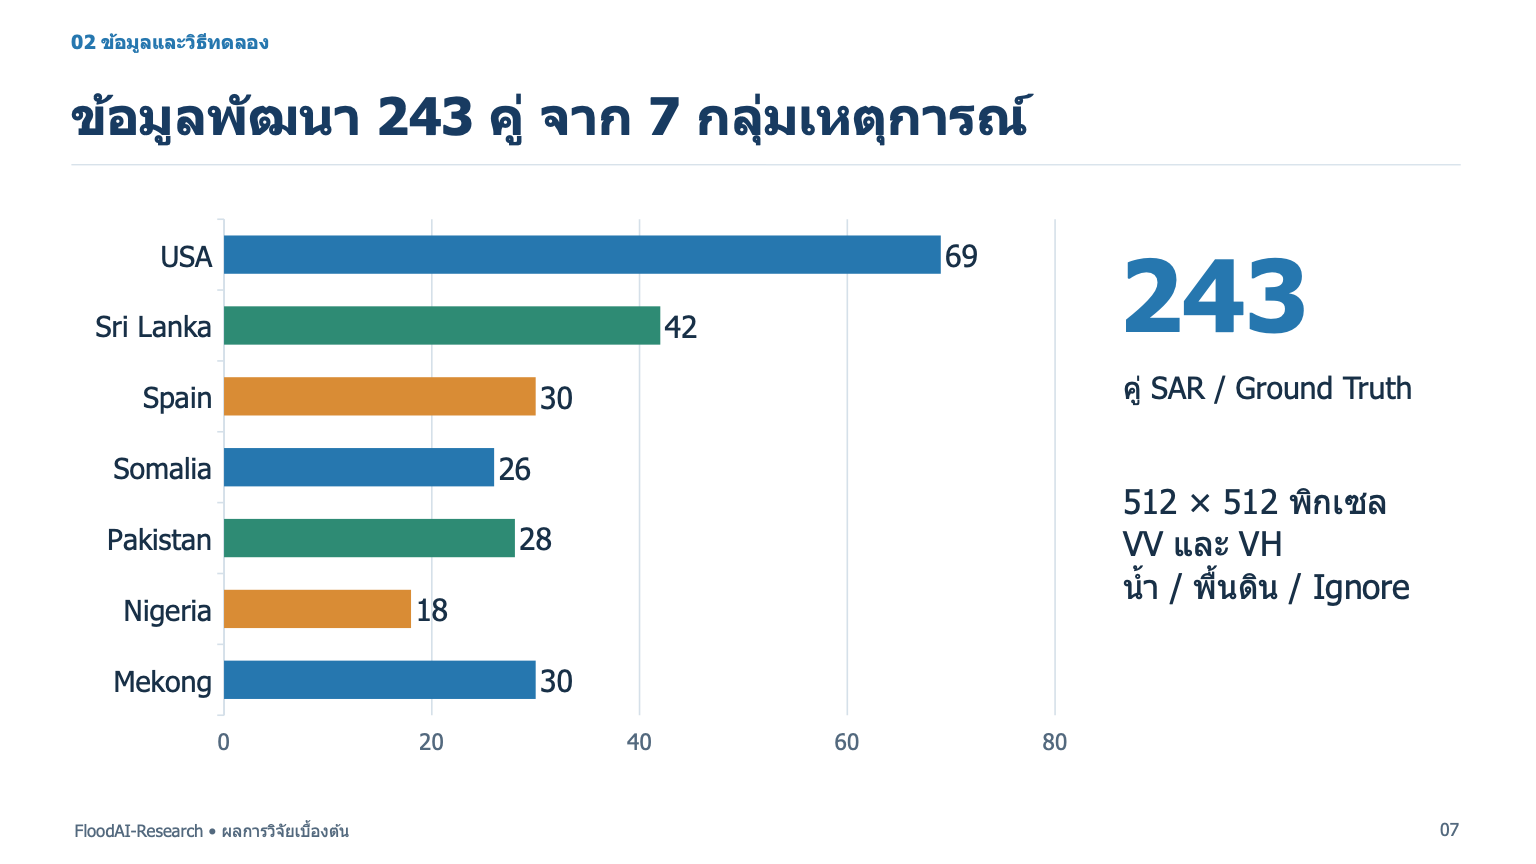 02 ข้อมูลและวิธีทดลอง
ข้อมูลพัฒนา 243 คู่ จาก 7 กลุ่มเหตุการณ์
USA 69
Sri Lanka 42
Spain 30
Somalia 26
Pakistan 28
Nigeria 18
Mekong 30
0 20 40 60 80
243
คู่ SAR / Ground Truth
512 × 512 พิกเซล
VV และ VH
น้ำ / พื้นดิน / Ignore
FloodAI-Research • ผลการวิจัยเบื้องต้น
07